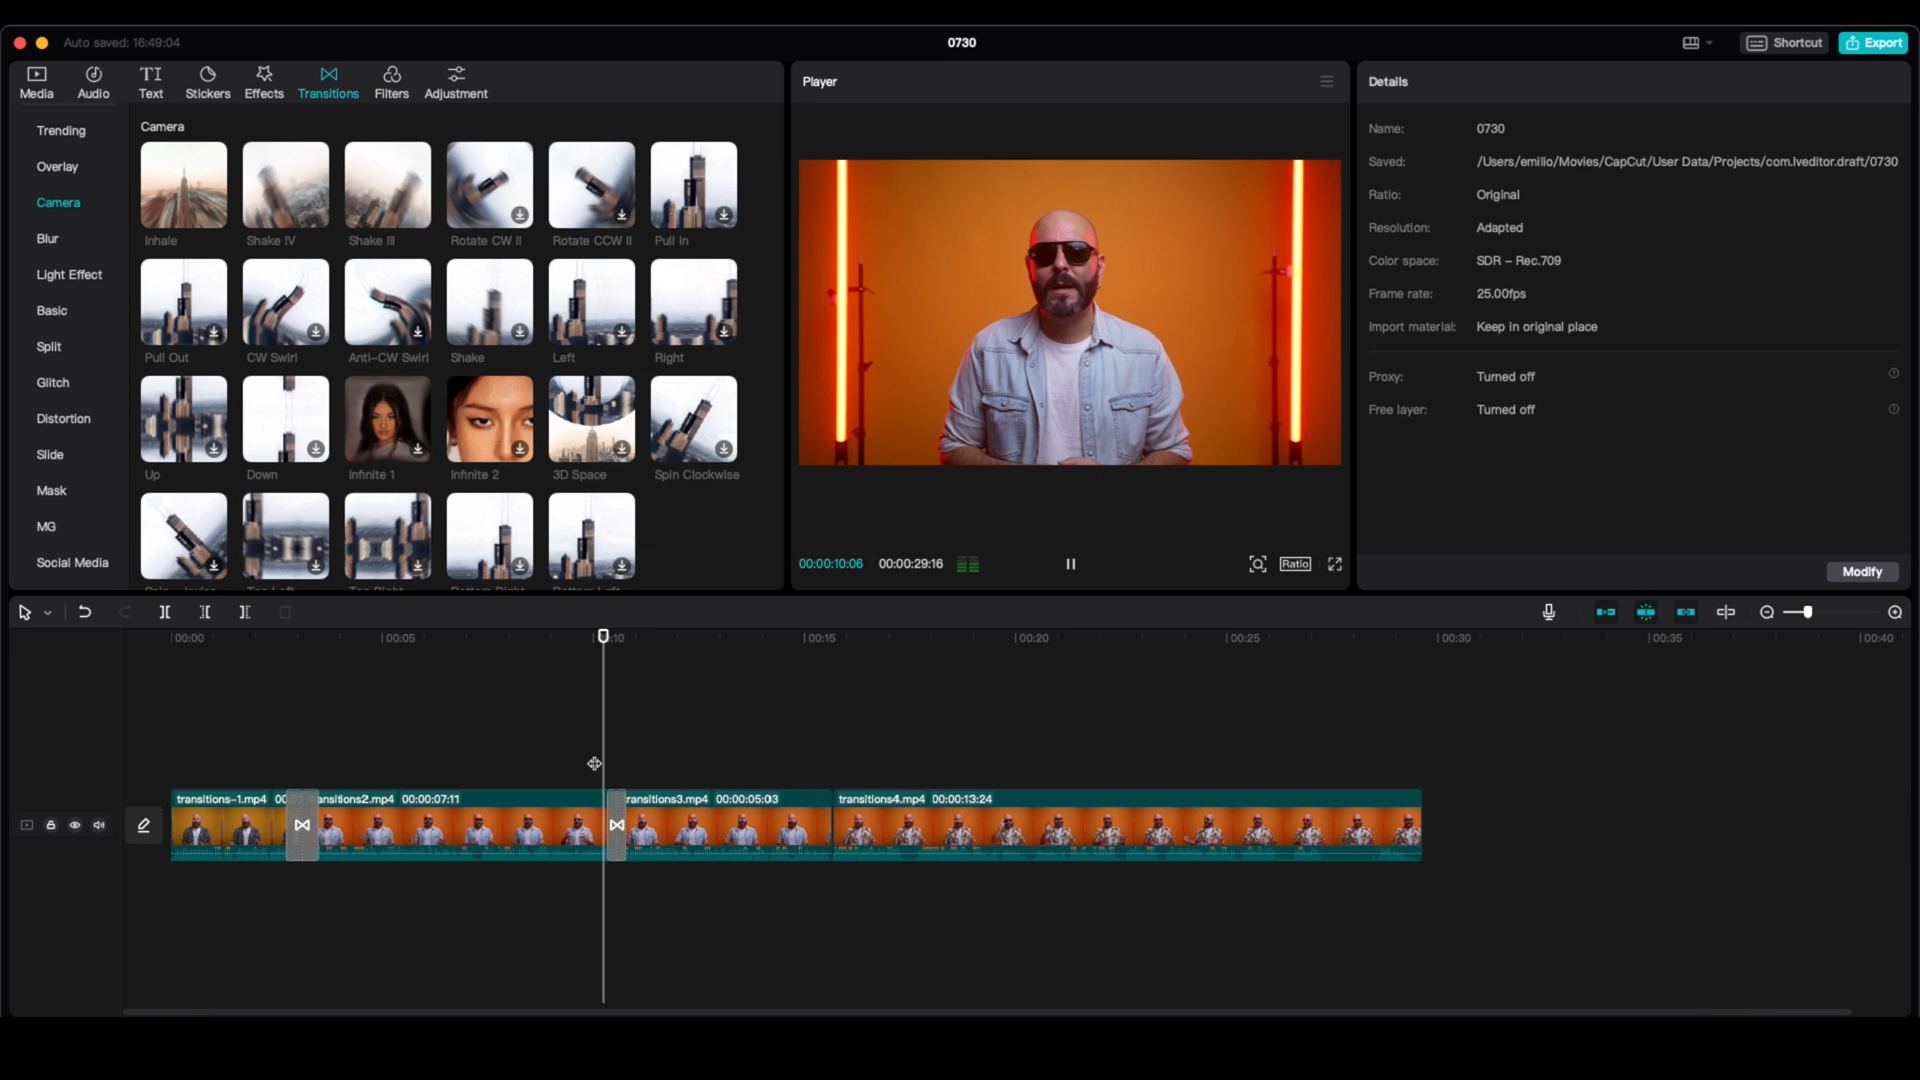 Auto saved: 16:49:04
0730
Shortcut
Export
Media
Audio
TI
Text
Stickers
Effects
Transitions
Filters
Adjustment
Trending
Overlay
Camera
Blur
Light Effect
Basic
Split
Glitch
Distortion
Slide
Mask
MG
Social Media
Camera
Inhale
Shake IV
Shake III
Rotate CW II
Rotate CCW II
Pull in
Pull Out
CW Swirl
Anti-CW Swirl
Shake
Left
Right
Up
Down
Infinite 1
Infinite 2
3D Space
Spin Clockwise
Player
00:00:10:06
00:00:29:16
Ratio
Details
Name: 0730
Saved: /Users/emilio/Movies/CapCut/User Data/Projects/com.lveditor.draft/0730
Ratio: Original
Resolution: Adapted
Color space: SDR – Rec.709
Frame rate: 25.00fps
Import material: Keep in original place
Proxy: Turned off
Free layer: Turned off
Modify
00:00
00:05
:10
00:15
00:20
00:25
00:30
00:35
00:40
transitions-1.mp4 00
ansitions2.mp4 00:00:07:11
ransitions3.mp4 00:00:05:03
transitions4.mp4 00:00:13:24